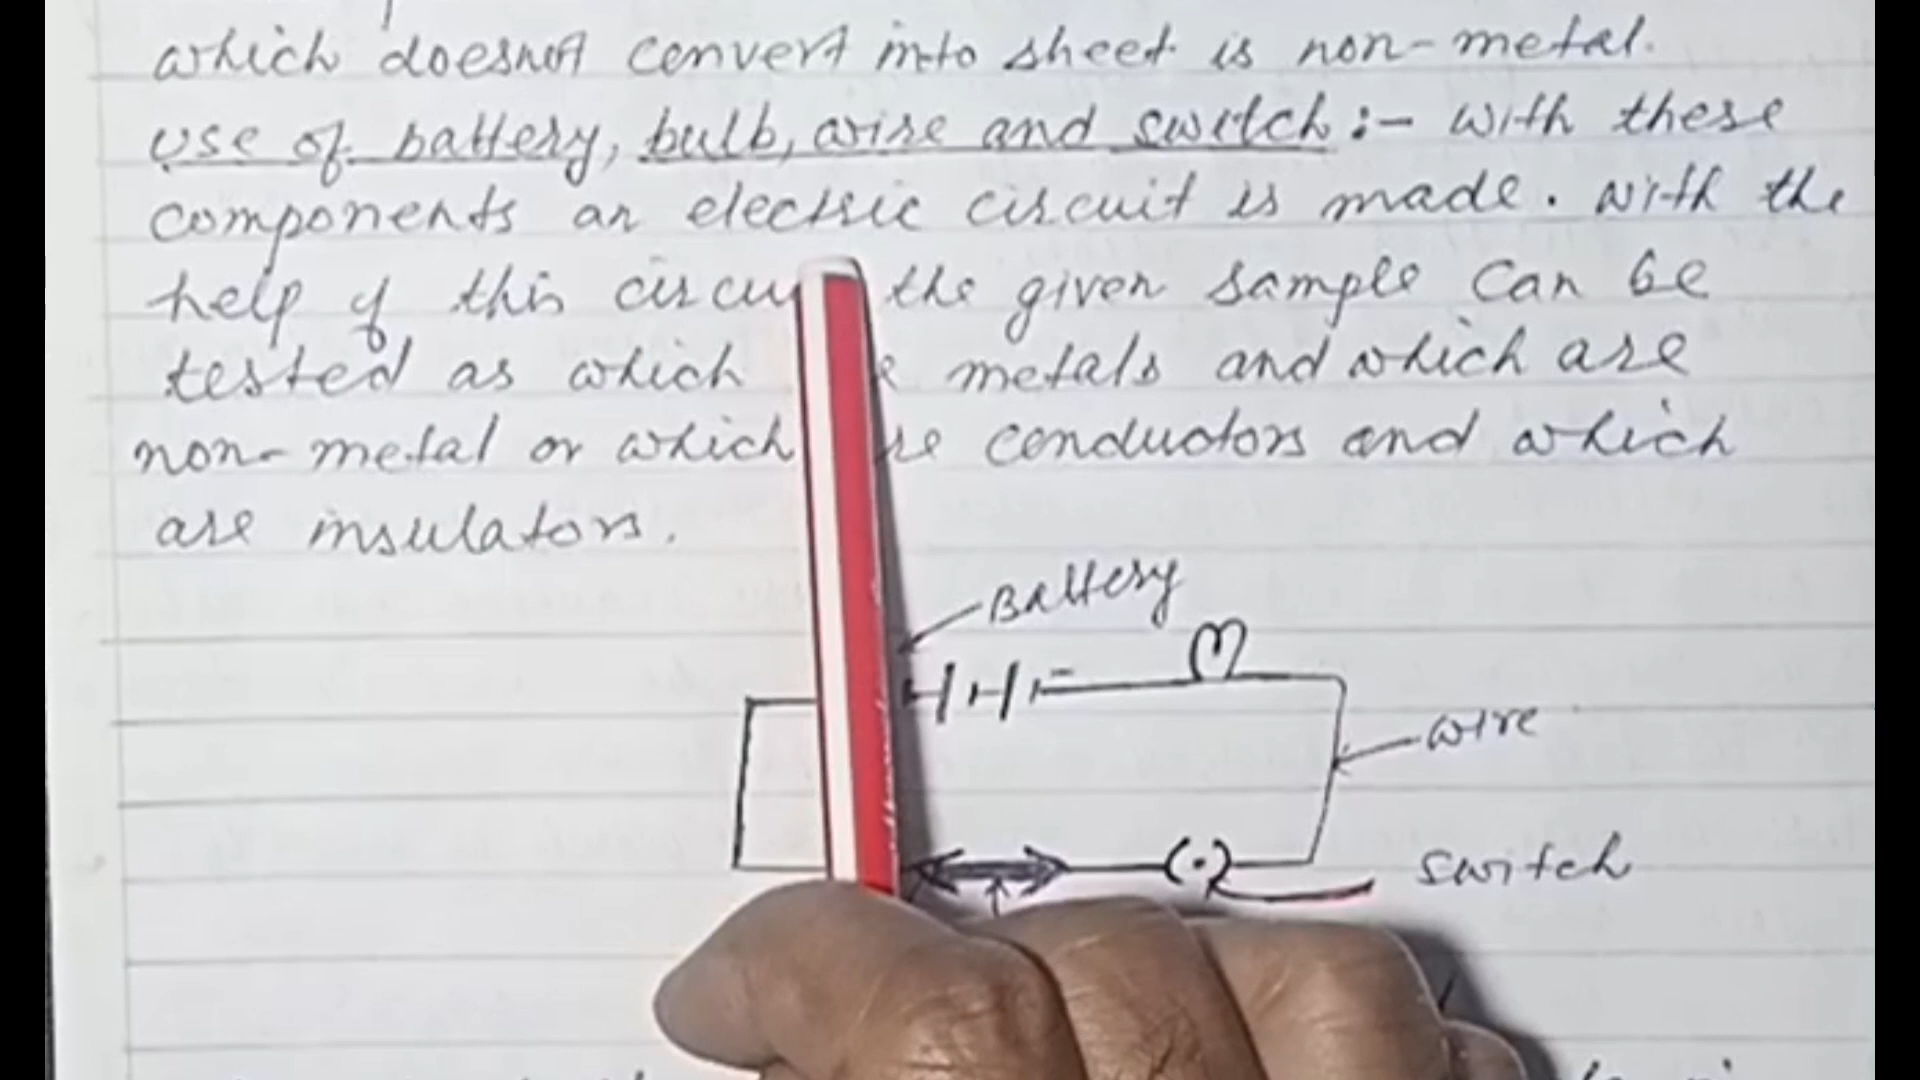 which doesnot convert into sheet is non-metal.
use of battery, bulb, wire and switch :- with these
components an electric circuit is made. with the
help of this circu the given sample can be
tested as which metals and which are
non-metal or which re conductors and which
are insulators.
Battery
wire
switch